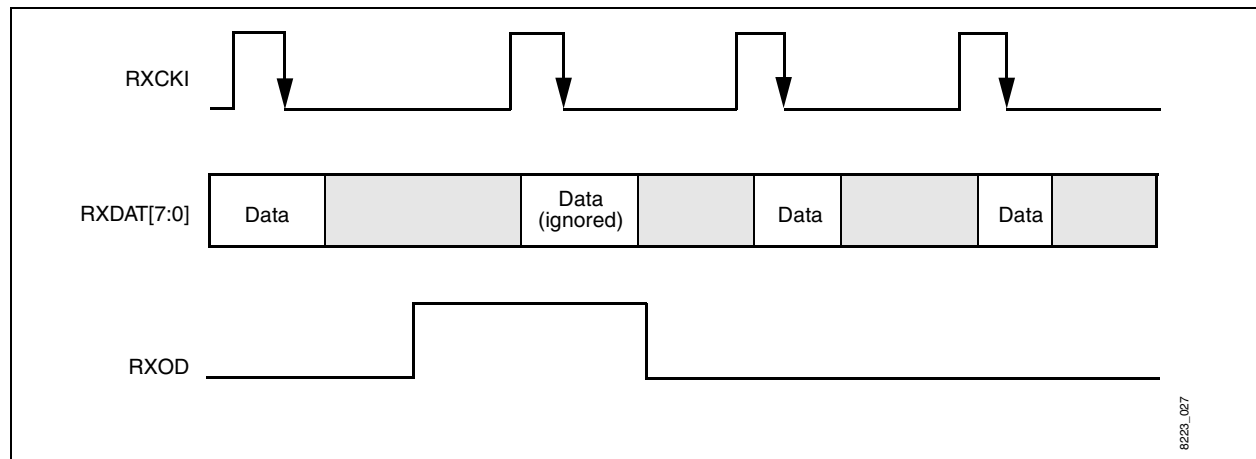 RXCKI
RXDAT[7:0]
Data
Data
(ignored)
Data
Data
RXOD
8223_027